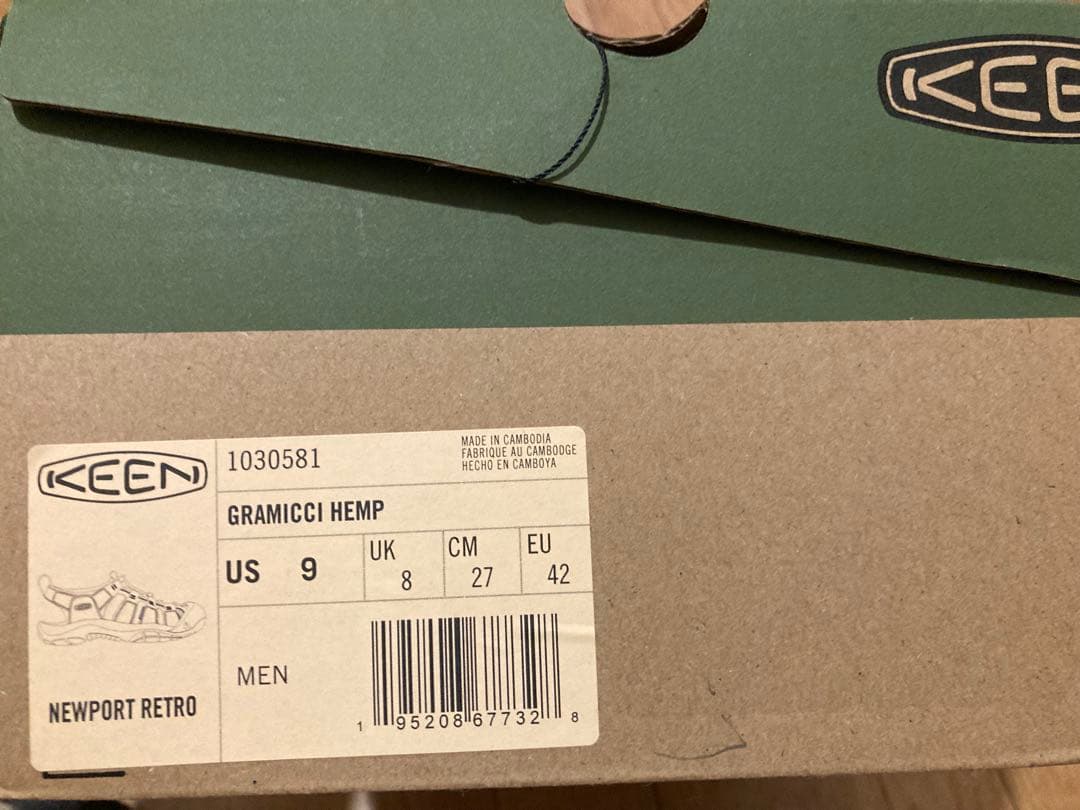 KEE
KEEN
1030581
MADE IN CAMBODIA
FABRIQUE AU CAMBODGE
HECHO EN CAMBOYA
GRAMICCI HEMP
US 9
UK 8
CM 27
EU 42
MEN
NEWPORT RETRO
1 95208 67732 8